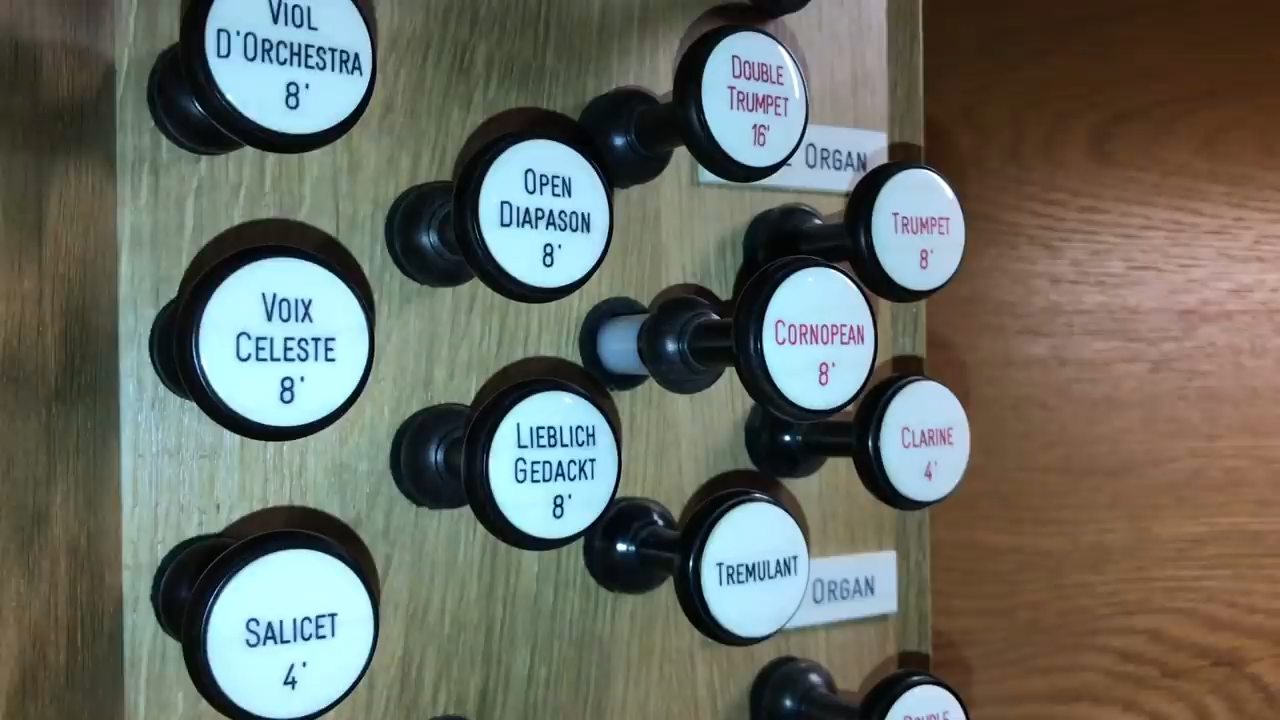 VIOL
D'ORCHESTRA
8'
DOUBLE
TRUMPET
16'
ORGAN
OPEN
DIAPASON
8'
TRUMPET
8'
VOIX
CELESTE
8'
CORNOPEAN
8'
LIEBLICH
GEDACKT
8'
CLARINE
4'
TREMULANT
ORGAN
SALICET
4'